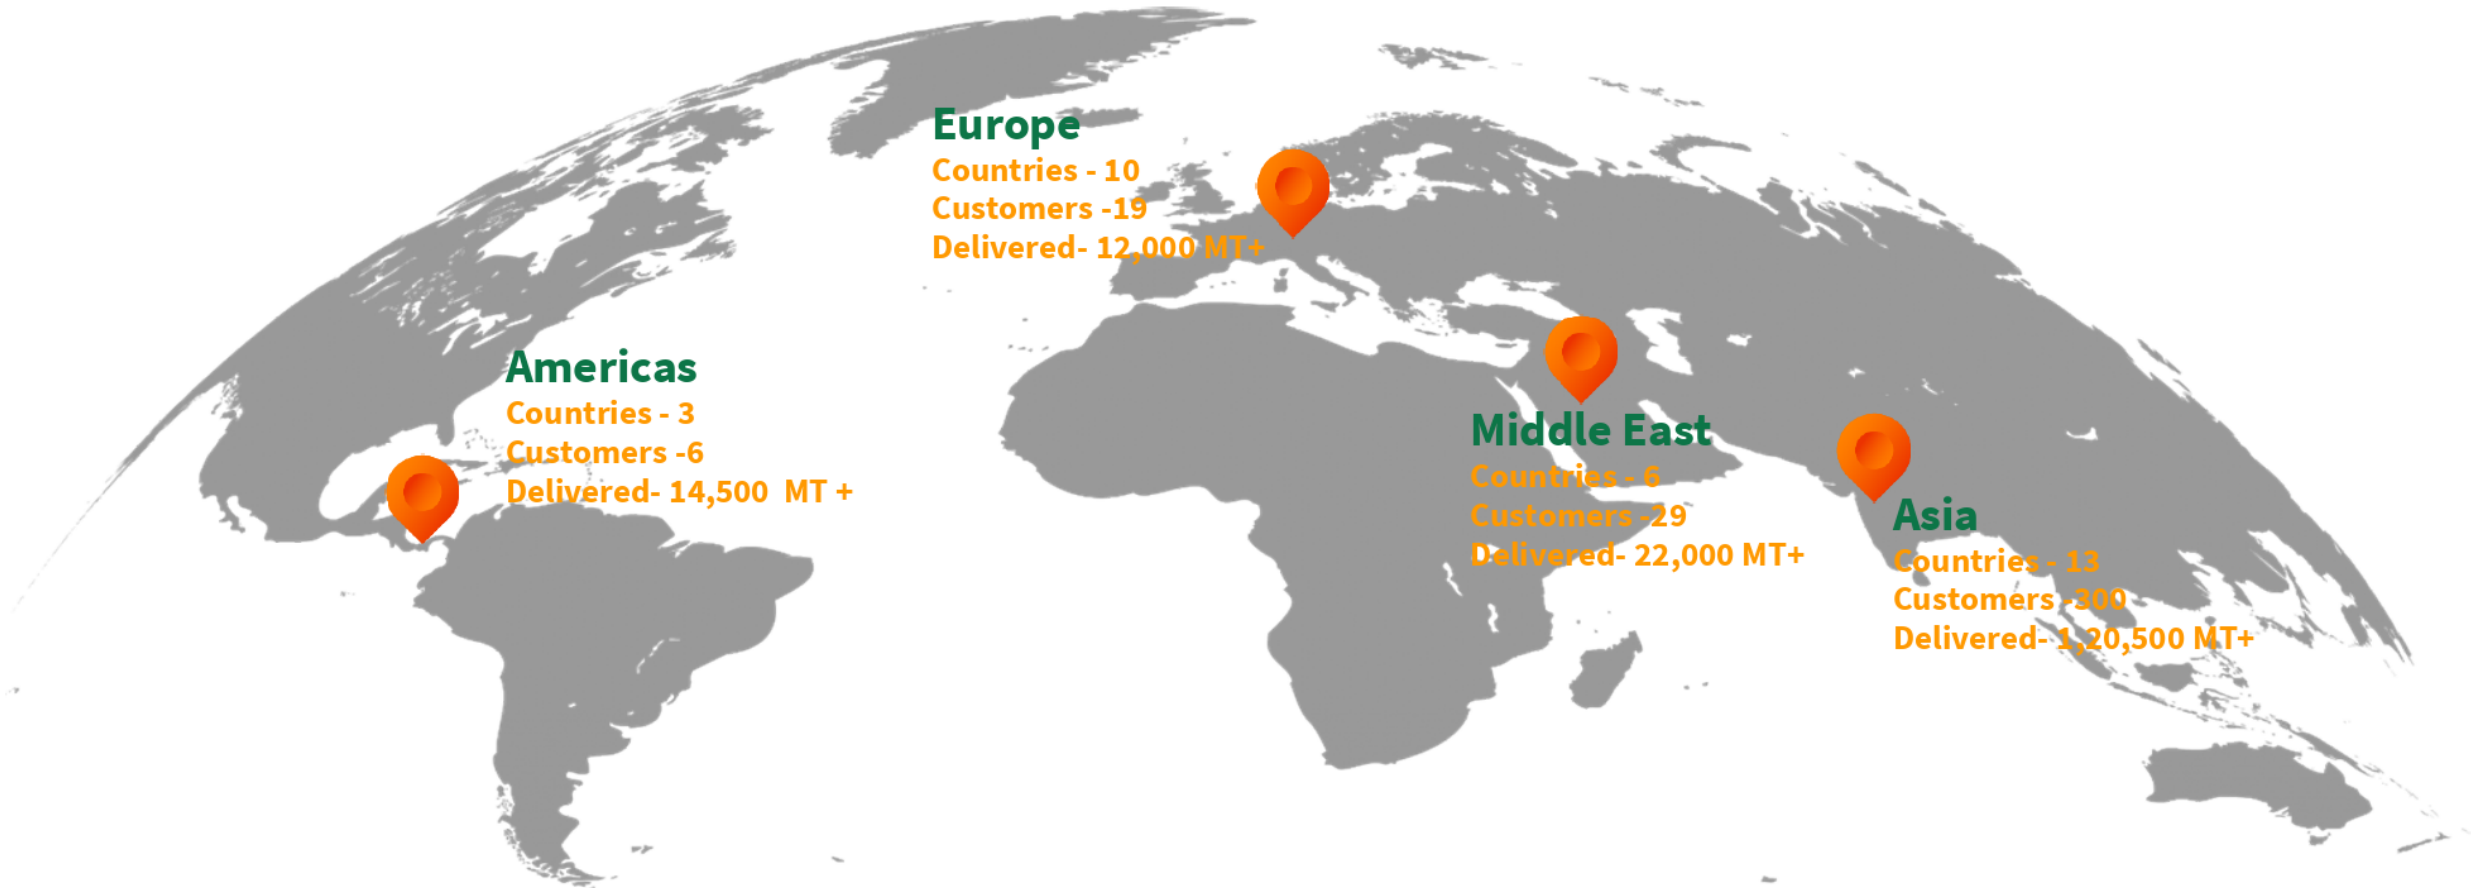 Europe
Countries - 10
Customers -19
Delivered- 12,000 MT+
Americas
Countries - 3
Customers -6
Delivered- 14,500  MT +
Middle East
Countries - 6
Customers -29
Delivered- 22,000 MT+
Asia
Countries - 13
Customers -300
Delivered- 1,20,500 MT+